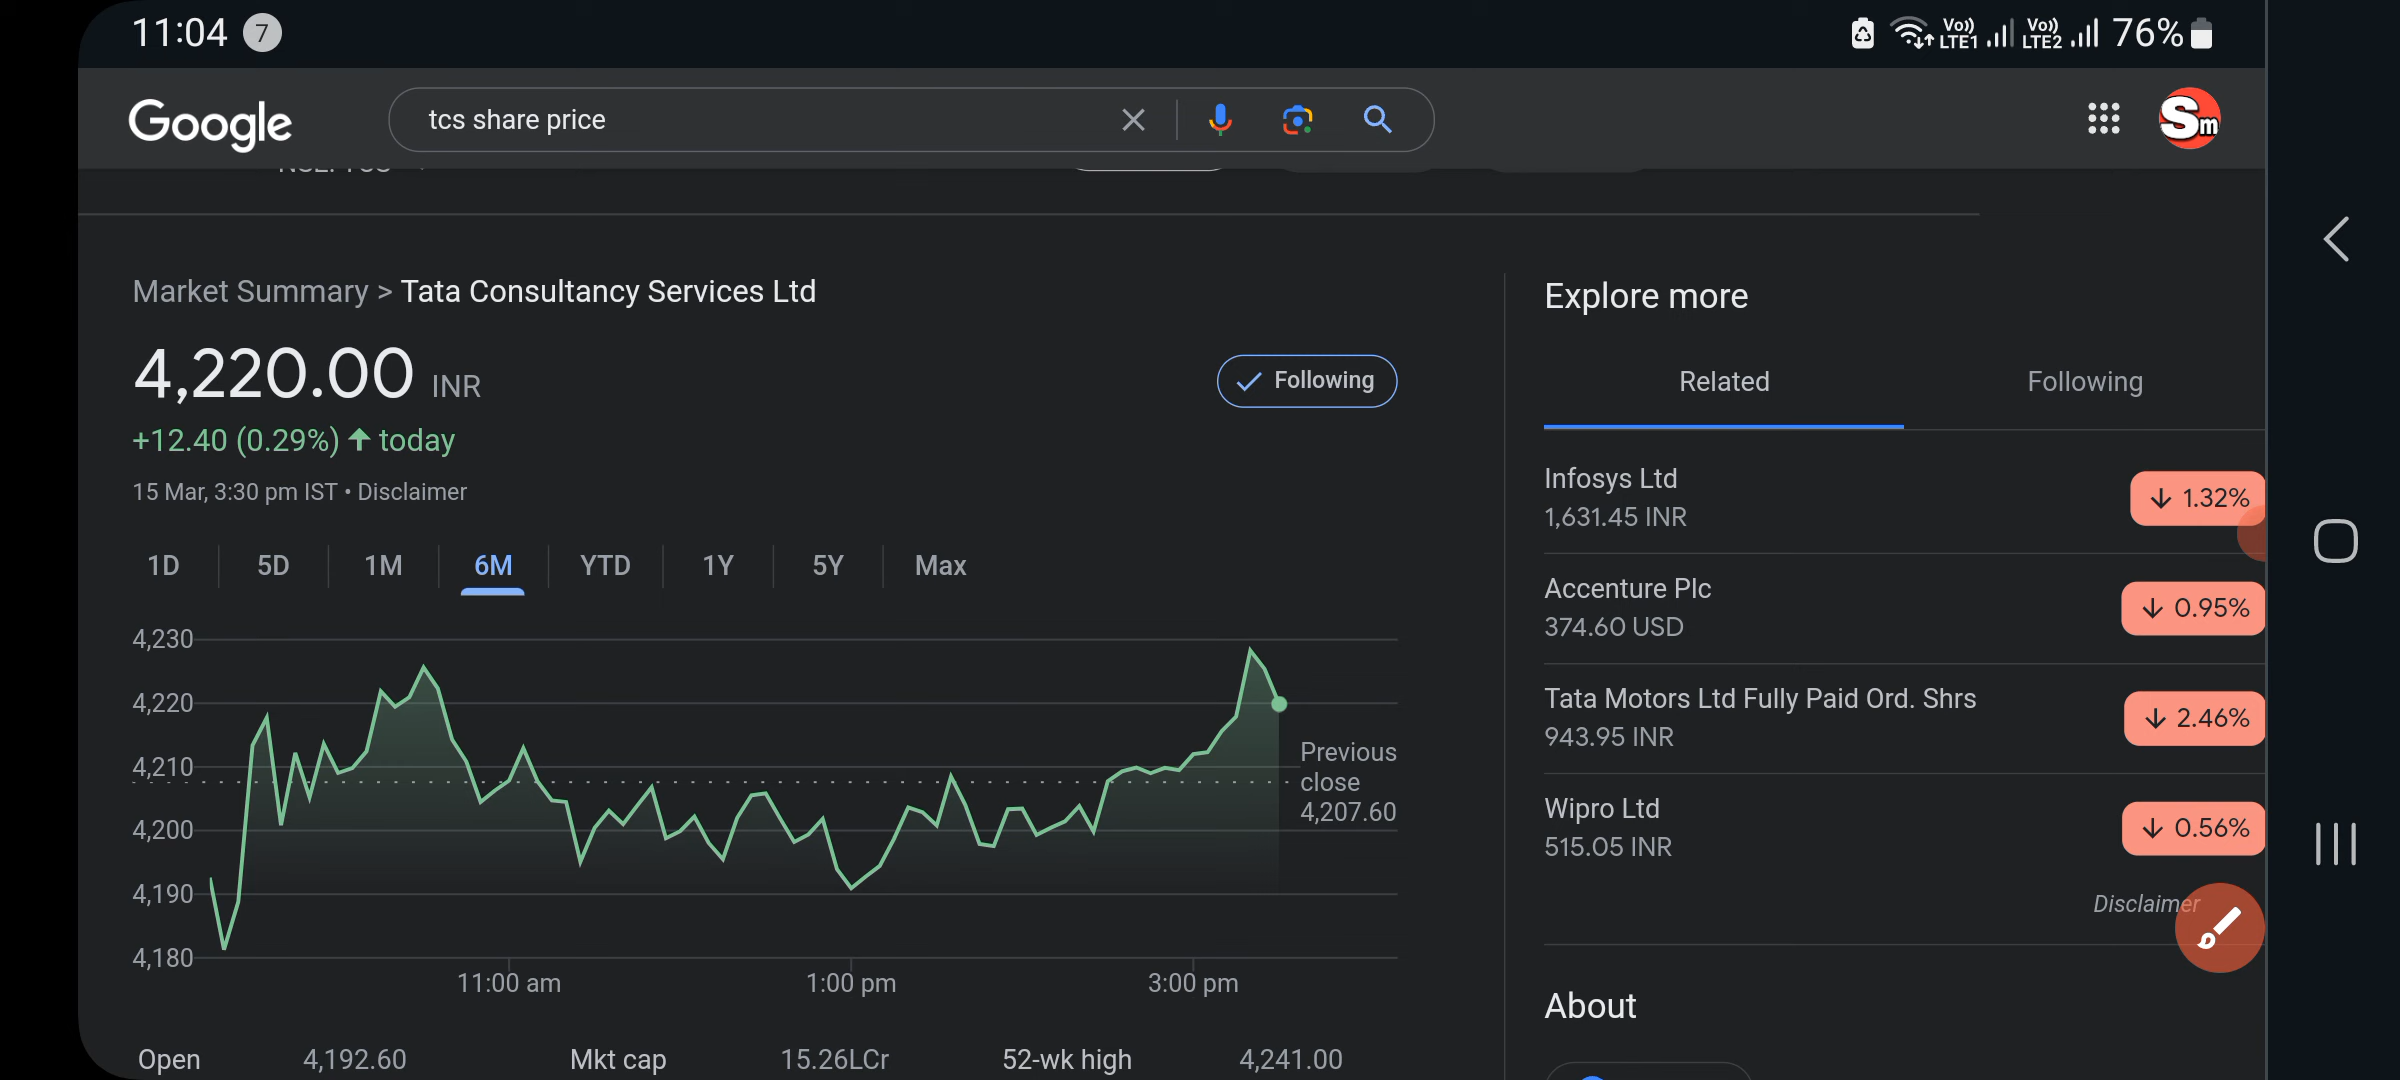 11:04 7
Vo)) LTE1 Vo)) LTE2 76%
Google
tcs share price
Sm
Market Summary > Tata Consultancy Services Ltd
4,220.00 INR
Following
+12.40 (0.29%) today
15 Mar, 3:30 pm IST • Disclaimer
1D 5D 1M 6M YTD 1Y 5Y Max
4,230
4,220
4,210
4,200
4,190
4,180
Previous
close
4,207.60
11:00 am 1:00 pm 3:00 pm
Open 4,192.60 Mkt cap 15.26LCr 52-wk high 4,241.00
Explore more
Related Following
Infosys Ltd
1,631.45 INR
1.32%
Accenture Plc
374.60 USD
0.95%
Tata Motors Ltd Fully Paid Ord. Shrs
943.95 INR
2.46%
Wipro Ltd
515.05 INR
0.56%
Disclaimer
About